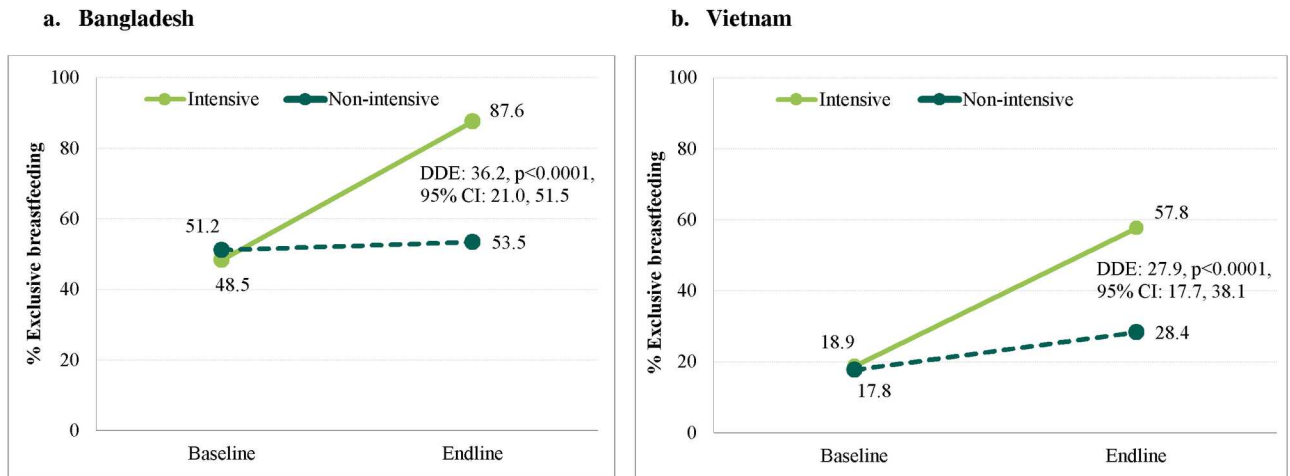 a. Bangladesh
100
80
60
40
20
0
% Exclusive breastfeeding
Intensive
Non-intensive
87.6
DDE: 36.2, p<0.0001,
95% CI: 21.0, 51.5
51.2
53.5
48.5
Baseline
Endline
b. Vietnam
100
80
60
40
20
0
% Exclusive breastfeeding
Intensive
Non-intensive
57.8
DDE: 27.9, p<0.0001,
95% CI: 17.7, 38.1
18.9
28.4
17.8
Baseline
Endline